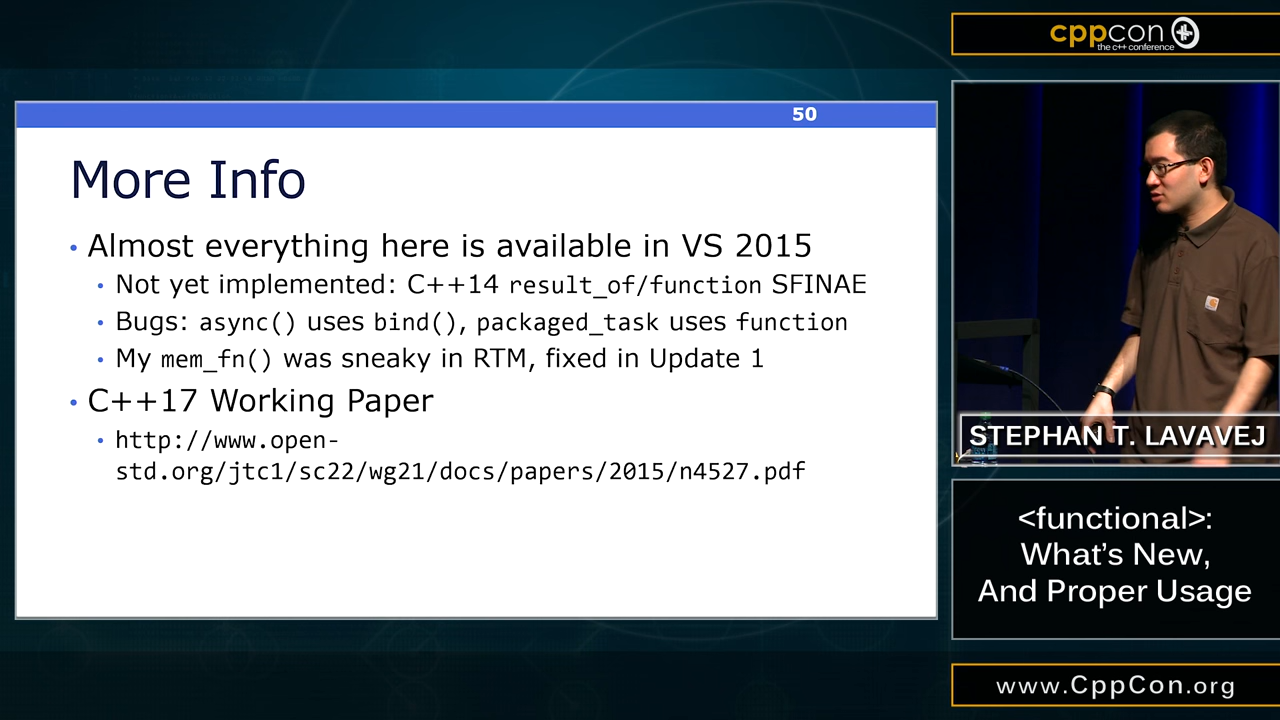 cppcon
the c++ conference
50
More Info
• Almost everything here is available in VS 2015
• Not yet implemented: C++14 result_of/function SFINAE
• Bugs: async() uses bind(), packaged_task uses function
• My mem_fn() was sneaky in RTM, fixed in Update 1
• C++17 Working Paper
• http://www.open-
std.org/jtc1/sc22/wg21/docs/papers/2015/n4527.pdf
STEPHAN T. LAVAVEJ
<functional>:
What's New,
And Proper Usage
www.CppCon.org